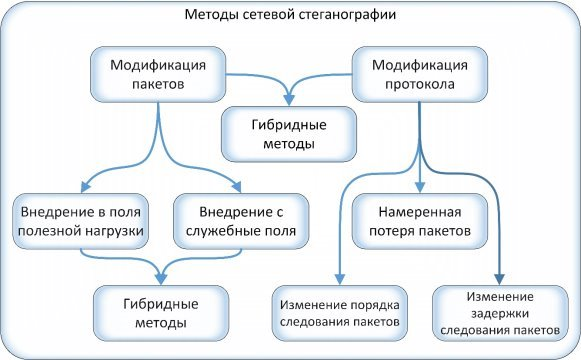 Методы сетевой стеганографии
Модификация
пакетов
Модификация
протокола
Гибридные
методы
Внедрение в поля
полезной нагрузки
Внедрение с
служебные поля
Намеренная
потеря пакетов
Гибридные
методы
Изменение порядка
следования пакетов
Изменение
задержки
следования пакетов